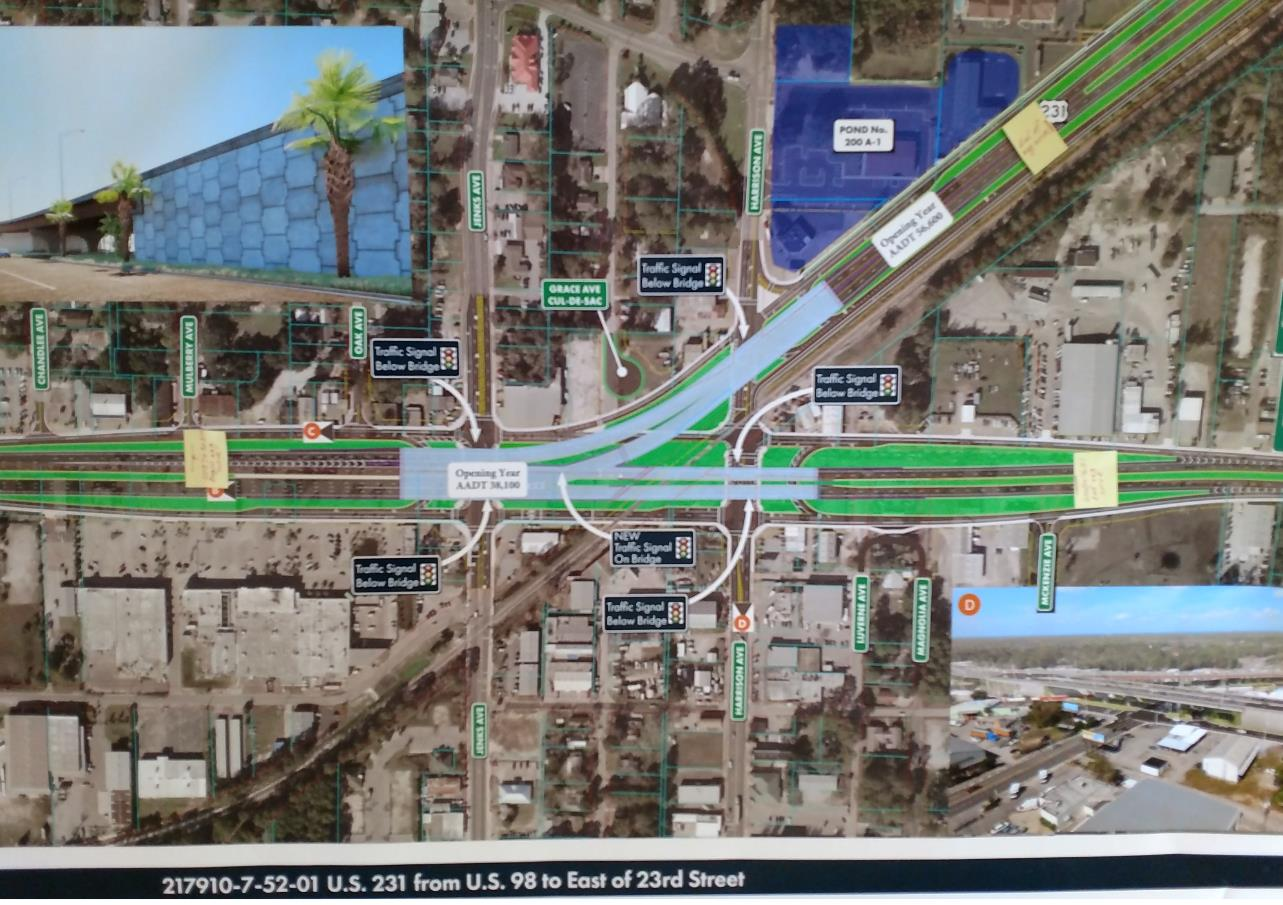 231
POND No.
200 A-1
HARRISON AVE
JENKS AVE
Opening Year
AADT 56,600
Traffic Signal
Below Bridge
GRACE AVE
CUL-DE-SAC
CHANDLEE AVE
MULBERRY AVE
OAK AVE
Traffic Signal
Below Bridge
Traffic Signal
Below Bridge
C
Opening Year
AADT 38,100
C
NEW
Traffic Signal
On Bridge
Traffic Signal
Below Bridge
Traffic Signal
Below Bridge
D
LUVERNE AVE
MAGNOLIA AVE
MCKENZIE AVE
D
HARRISON AVE
JENKS AVE
217910-7-52-01 U.S. 231 from U.S. 98 to East of 23rd Street